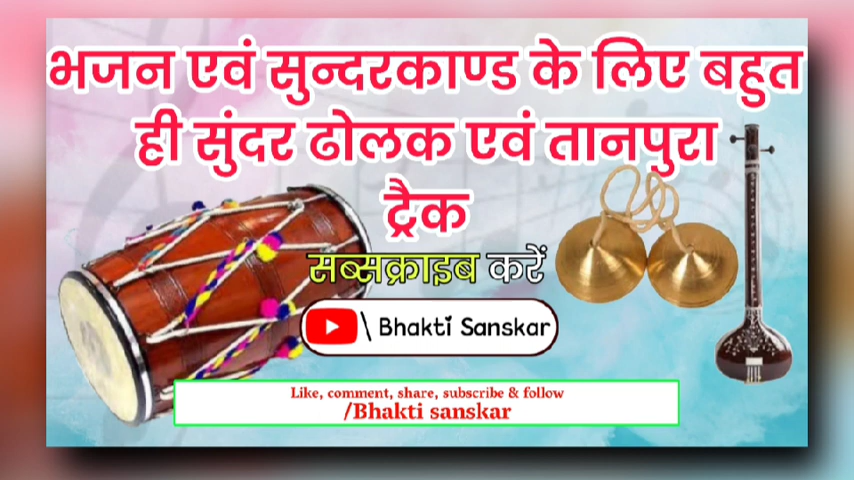 भजन एवं सुन्दरकाण्ड के लिए बहुत
ही सुंदर ढोलक एवं तानपुरा
ट्रैक
सब्सक्राइब करें
\ Bhakti Sanskar
Like, comment, share, subscribe & follow
/Bhakti sanskar